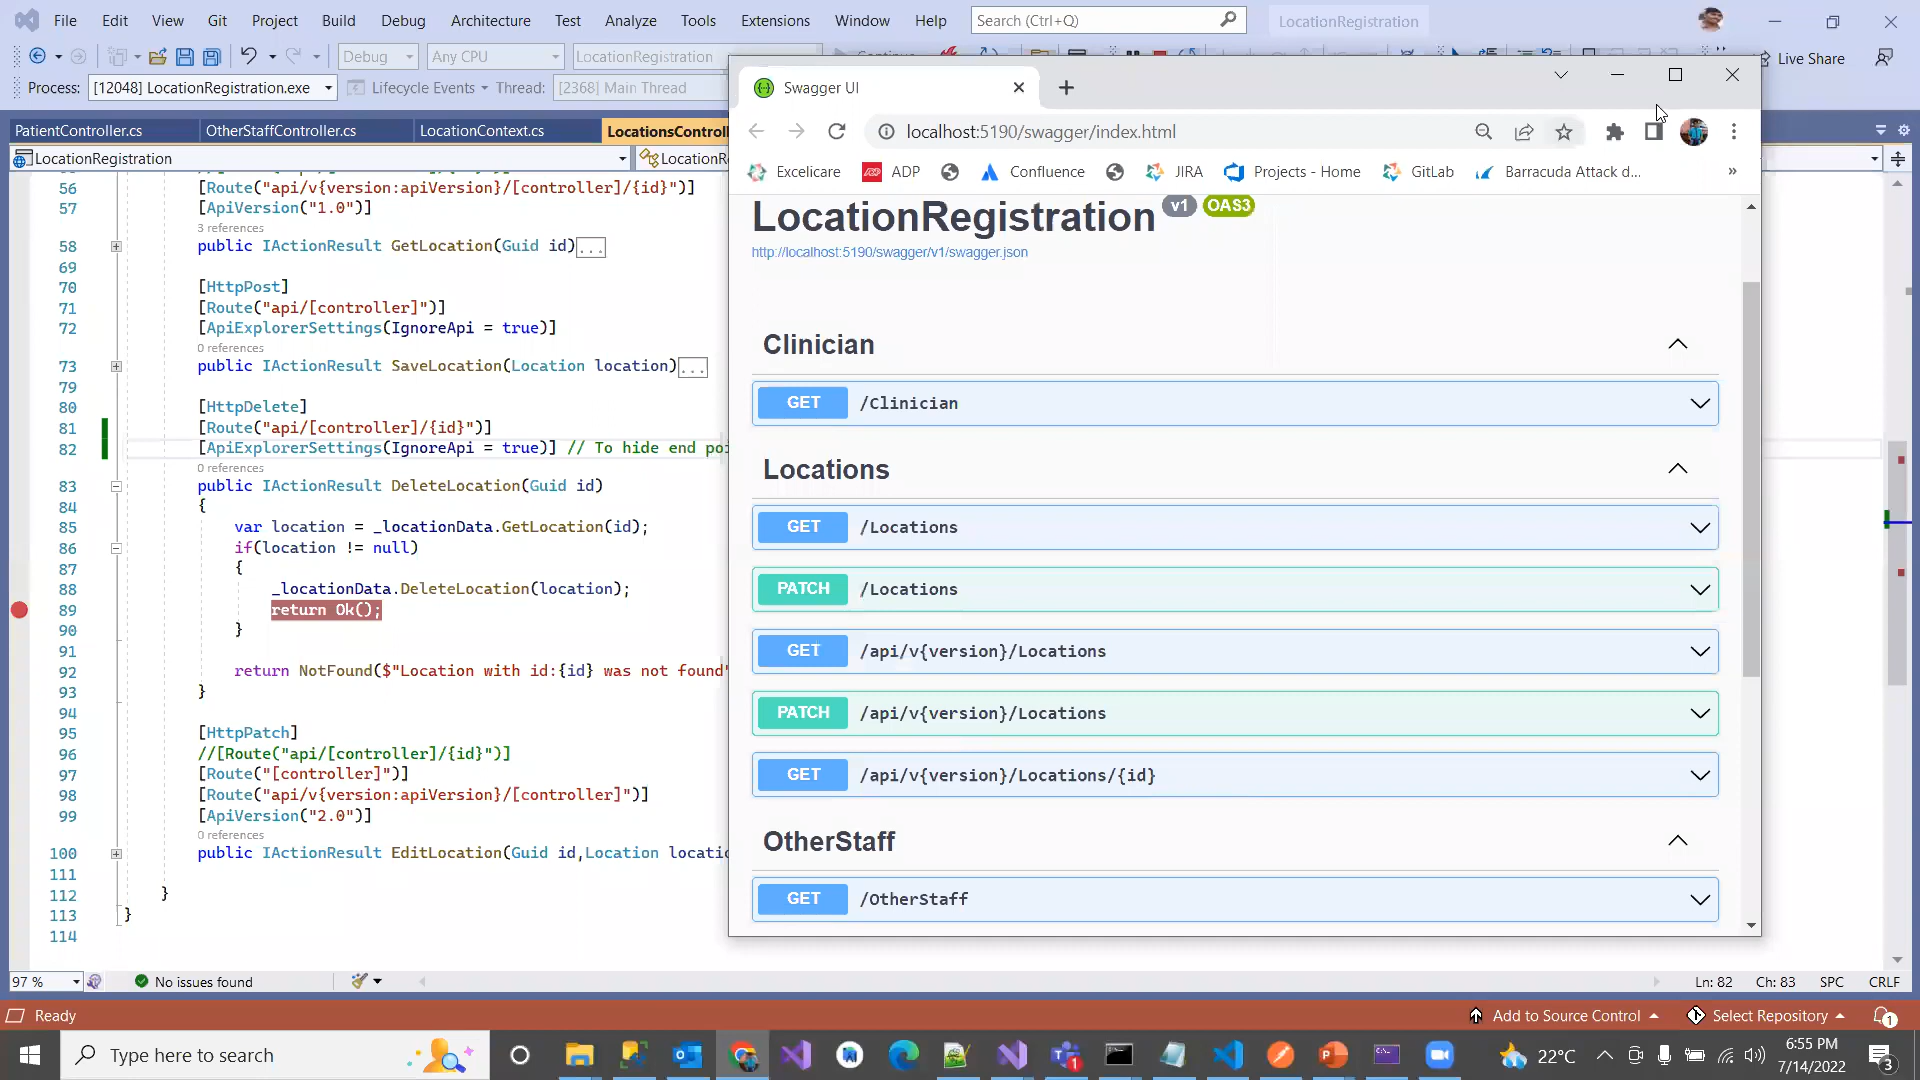 File Edit View Git Project Build Debug Architecture Test Analyze Tools Extensions Window Help Search (Ctrl+Q) LocationRegistration
Debug Any CPU LocationRegistration Live Share
Process: [12048] LocationRegistration.exe Lifecycle Events Thread: [2368] Main Thread
PatientController.cs OtherStaffController.cs LocationContext.cs
LocationRegistration
56 [Route("api/v{version:apiVersion}/[controller]/{id}")]
57 [ApiVersion("1.0")]
3 references
58 public IActionResult GetLocation(Guid id)...
69
70 [HttpPost]
71 [Route("api/[controller]")]
72 [ApiExplorerSettings(IgnoreApi = true)]
0 references
73 public IActionResult SaveLocation(Location location)...
79
80 [HttpDelete]
81 [Route("api/[controller]/{id}")]
82 [ApiExplorerSettings(IgnoreApi = true)] // To hide end
0 references
83 public IActionResult DeleteLocation(Guid id)
84 {
85 var location = _locationData.GetLocation(id);
86 if(location != null)
87 {
88 _locationData.DeleteLocation(location);
89 return Ok();
90 }
91
92 return NotFound($"Location with id:{id} was not found"
93 }
94
95 [HttpPatch]
96 //[Route("api/[controller]/{id}")]
97 [Route("[controller]")]
98 [Route("api/v{version:apiVersion}/[controller]")]
99 [ApiVersion("2.0")]
0 references
100 public IActionResult EditLocation(Guid id,Location
111
112 }
113 }
114
97 % No issues found Ln: 82 Ch: 83 SPC CRLF
Ready Add to Source Control Select Repository 1
Swagger UI
localhost:5190/swagger/index.html
Excelicare ADP Confluence JIRA Projects - Home GitLab Barracuda Attack d... »
LocationRegistration v1 OAS3
http://localhost:5190/swagger/v1/swagger.json
Clinician
GET /Clinician
Locations
GET /Locations
PATCH /Locations
GET /api/v{version}/Locations
PATCH /api/v{version}/Locations
GET /api/v{version}/Locations/{id}
OtherStaff
GET /OtherStaff
Type here to search 22°C 6:55 PM
7/14/2022 3